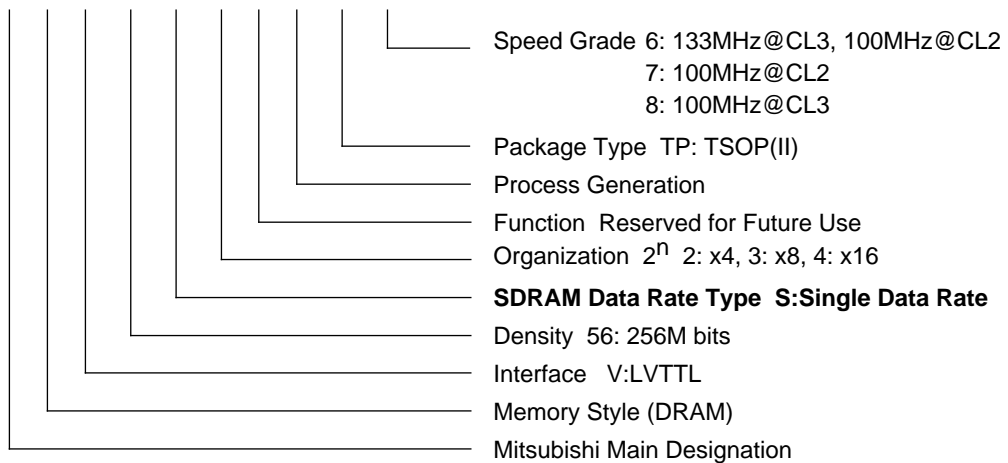 Speed Grade 6: 133MHz@CL3, 100MHz@CL2
7: 100MHz@CL2
8: 100MHz@CL3
Package Type TP: TSOP(II)
Process Generation
Function Reserved for Future Use
Organization 2ⁿ 2: x4, 3: x8, 4: x16
SDRAM Data Rate Type S:Single Data Rate
Density 56: 256M bits
Interface V:LVTTL
Memory Style (DRAM)
Mitsubishi Main Designation